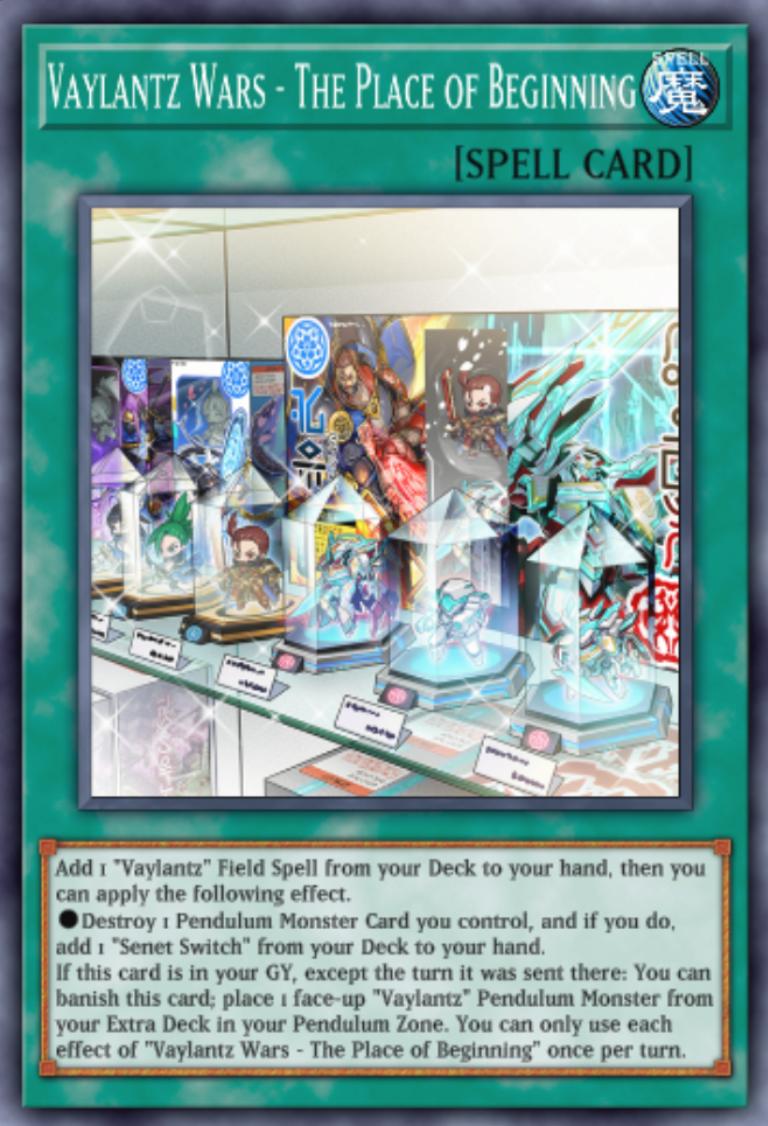 VAYLANTZ WARS - THE PLACE OF BEGINNING
SPELL
魔
[SPELL CARD]
Add 1 "Vaylantz" Field Spell from your Deck to your hand, then you
can apply the following effect.
●Destroy 1 Pendulum Monster Card you control, and if you do,
add 1 "Senet Switch" from your Deck to your hand.
If this card is in your GY, except the turn it was sent there: You can
banish this card; place 1 face-up "Vaylantz" Pendulum Monster from
your Extra Deck in your Pendulum Zone. You can only use each
effect of "Vaylantz Wars - The Place of Beginning" once per turn.